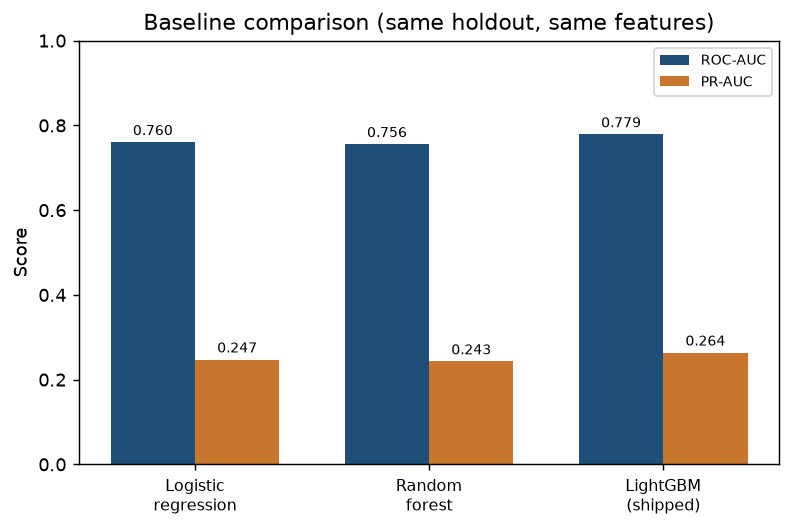 Baseline comparison (same holdout, same features)
ROC-AUC
PR-AUC
Score
1.0
0.8
0.6
0.4
0.2
0.0
0.760
0.247
0.756
0.243
0.779
0.264
Logistic
regression
Random
forest
LightGBM
(shipped)